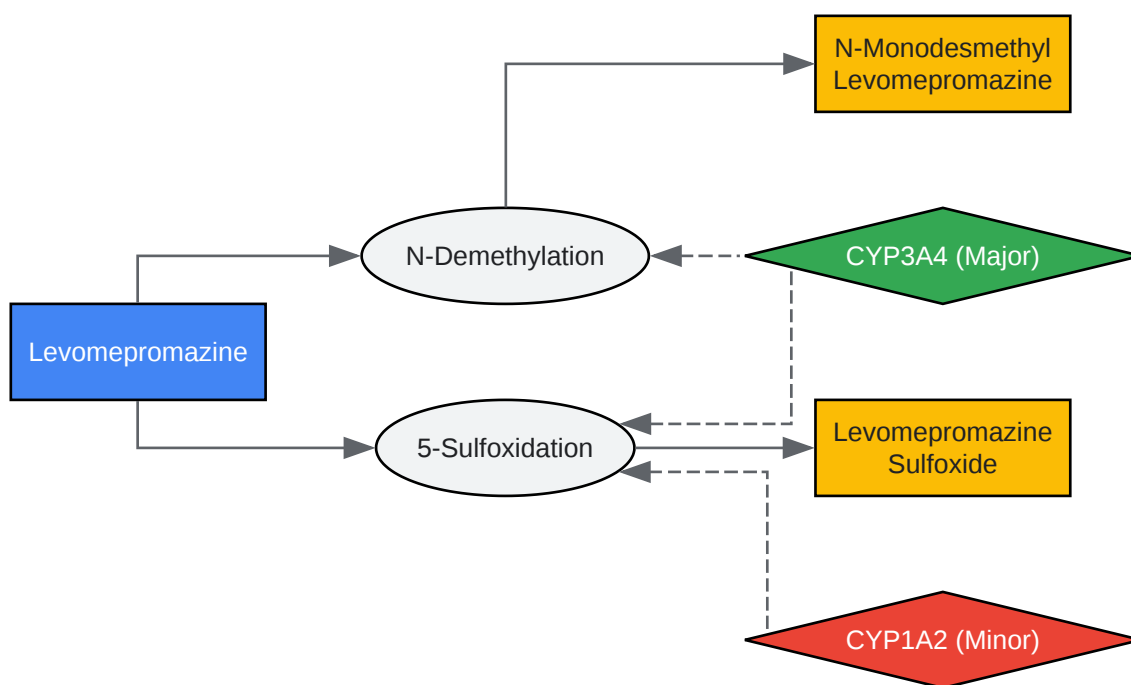 N-Monodesmethyl
Levomepromazine
N-Demethylation
CYP3A4 (Major)
Levomepromazine
5-Sulfoxidation
Levomepromazine
Sulfoxide
CYP1A2 (Minor)